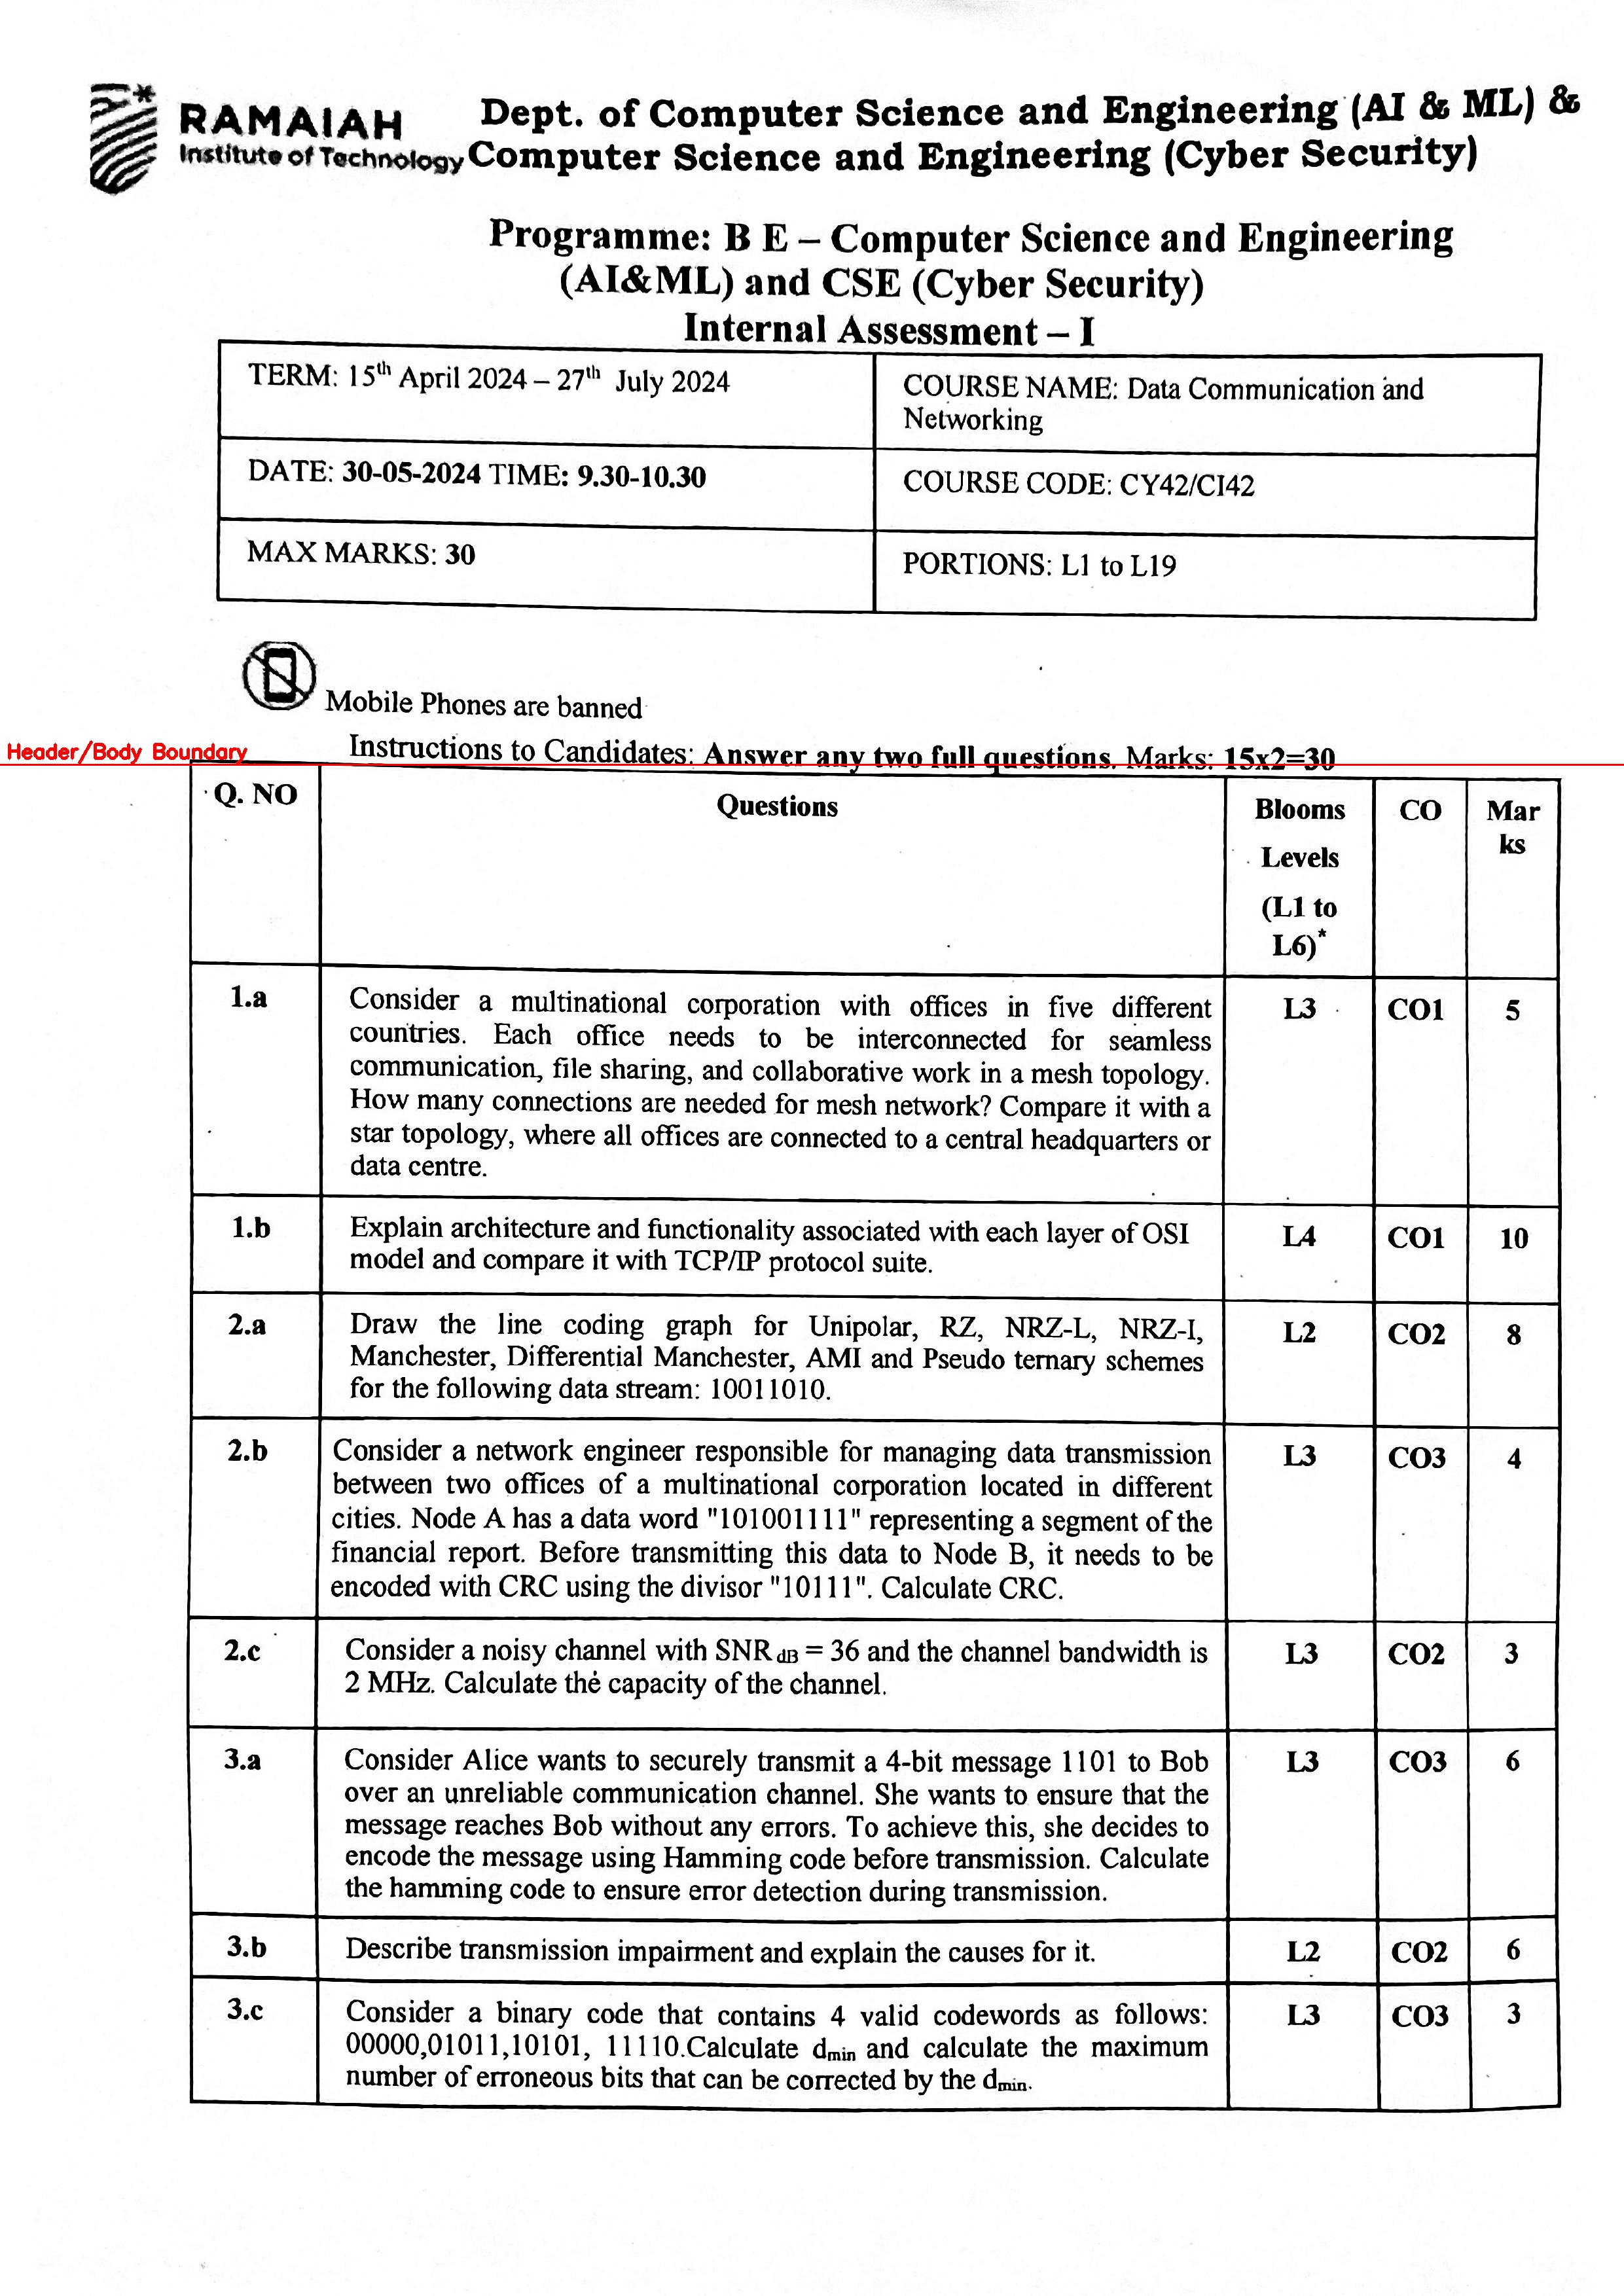 RAMAIAH
Institute of Technology
Dept. of Computer Science and Engineering (AI & ML) &
Computer Science and Engineering (Cyber Security)
Programme: B E – Computer Science and Engineering
(AI&ML) and CSE (Cyber Security)
Internal Assessment – I
TERM: 15th April 2024 – 27th July 2024
COURSE NAME: Data Communication and
Networking
DATE: 30-05-2024 TIME: 9.30-10.30
COURSE CODE: CY42/CI42
MAX MARKS: 30
PORTIONS: L1 to L19
Mobile Phones are banned
Header/Body Boundary
Instructions to Candidates: Answer any two full questions. Marks: 15x2=30
Q. NO
Questions
Blooms
Levels
(L1 to
L6)*
CO
Mar
ks
1.a
Consider a multinational corporation with offices in five different
countries. Each office needs to be interconnected for seamless
communication, file sharing, and collaborative work in a mesh topology.
How many connections are needed for mesh network? Compare it with a
star topology, where all offices are connected to a central headquarters or
data centre.
L3
CO1
5
1.b
Explain architecture and functionality associated with each layer of OSI
model and compare it with TCP/IP protocol suite.
L4
CO1
10
2.a
Draw the line coding graph for Unipolar, RZ, NRZ-L, NRZ-I,
Manchester, Differential Manchester, AMI and Pseudo ternary schemes
for the following data stream: 10011010.
L2
CO2
8
2.b
Consider a network engineer responsible for managing data transmission
between two offices of a multinational corporation located in different
cities. Node A has a data word "101001111" representing a segment of the
financial report. Before transmitting this data to Node B, it needs to be
encoded with CRC using the divisor "10111". Calculate CRC.
L3
CO3
4
2.c
Consider a noisy channel with SNR dB = 36 and the channel bandwidth is
2 MHz. Calculate the capacity of the channel.
L3
CO2
3
3.a
Consider Alice wants to securely transmit a 4-bit message 1101 to Bob
over an unreliable communication channel. She wants to ensure that the
message reaches Bob without any errors. To achieve this, she decides to
encode the message using Hamming code before transmission. Calculate
the hamming code to ensure error detection during transmission.
L3
CO3
6
3.b
Describe transmission impairment and explain the causes for it.
L2
CO2
6
3.c
Consider a binary code that contains 4 valid codewords as follows:
00000,01011,10101, 11110.Calculate dmin and calculate the maximum
number of erroneous bits that can be corrected by the dmin.
L3
CO3
3